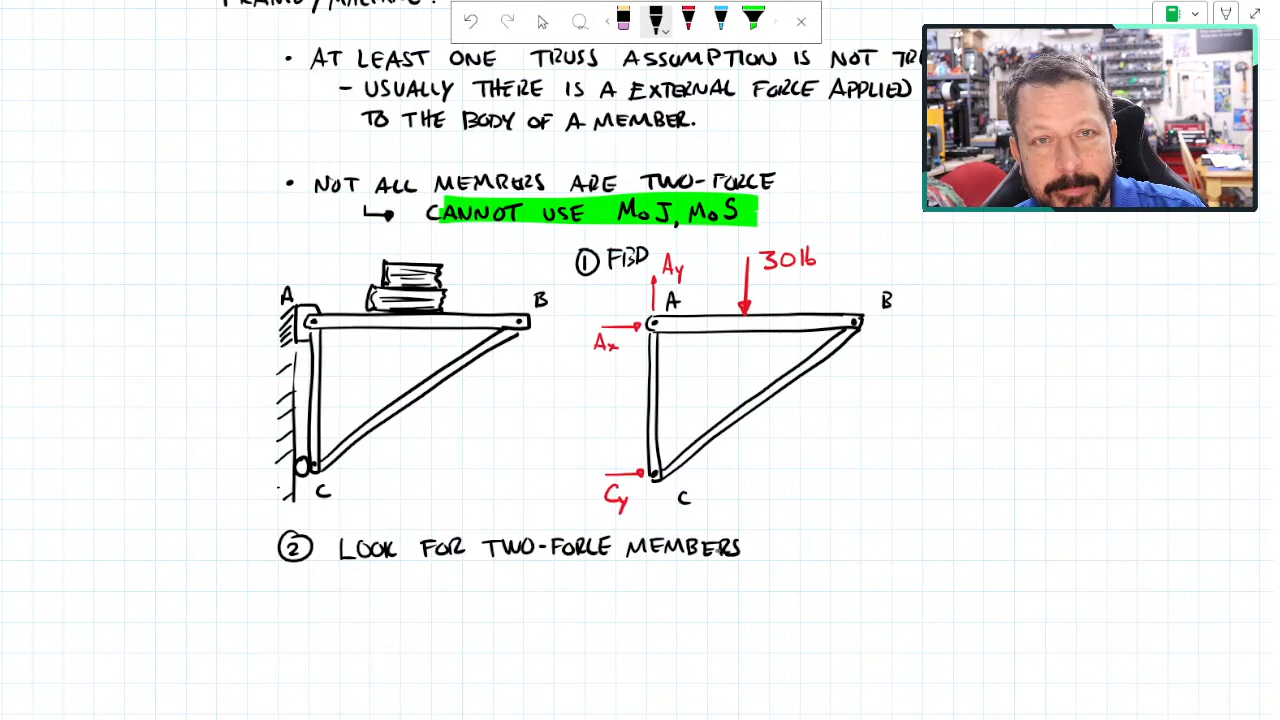 • AT LEAST ONE TRUSS ASSUMPTION IS NOT
- USUALLY THERE IS A EXTERNAL FORCE APPLIED
TO THE BODY OF A MEMBER.
• NOT ALL MEMBERS ARE TWO-FORCE
↳ CANNOT USE MoJ, MoS
① FBD
Ay
30 lb
A
B
A
B
Ax
C
Cy
C
② LOOK FOR TWO-FORCE MEMBERS